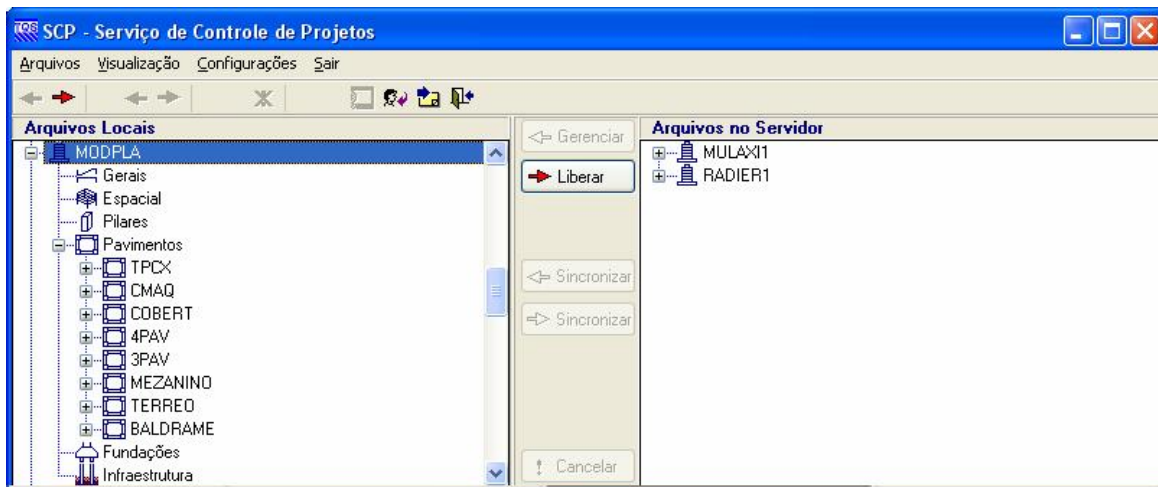 TQS SCP - Serviço de Controle de Projetos
Arquivos Visualização Configurações Sair
Arquivos Locais
MODPLA
Gerais
Espacial
Pilares
Pavimentos
TPCX
CMAQ
COBERT
4PAV
3PAV
MEZANINO
TERREO
BALDRAME
Fundações
Infraestrutura
Gerenciar
Liberar
Sincronizar
Sincronizar
Cancelar
Arquivos no Servidor
MULAXI1
RADIER1